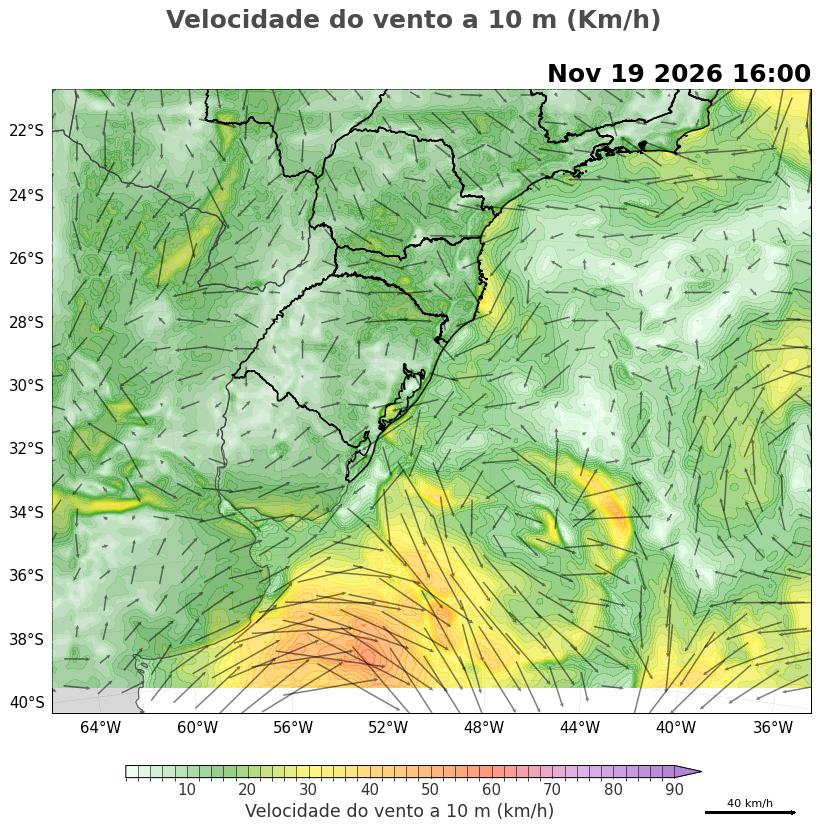 Velocidade do vento a 10 m (Km/h)
Nov 19 2026 16:00
22°S
24°S
26°S
28°S
30°S
32°S
34°S
36°S
38°S
40°S
64°W 60°W 56°W 52°W 48°W 44°W 40°W 36°W
10 20 30 40 50 60 70 80 90
Velocidade do vento a 10 m (km/h)
40 km/h